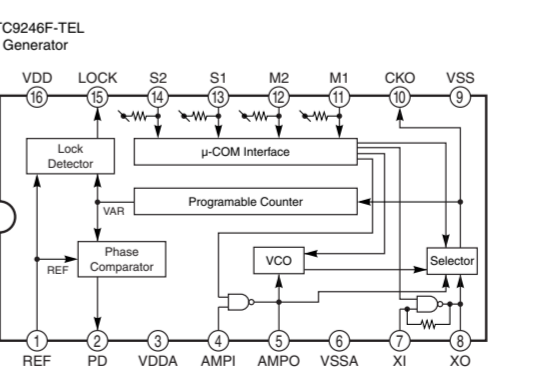 TC9246F-TEL
Generator
VDD LOCK S2 S1 M2 M1 CKO VSS
16 15 14 13 12 11 10 9
Lock
Detector
μ-COM Interface
VAR
Programable Counter
Phase
Comparator
REF
VCO
Selector
1 2 3 4 5 6 7 8
REF PD VDDA AMPI AMPO VSSA XI XO